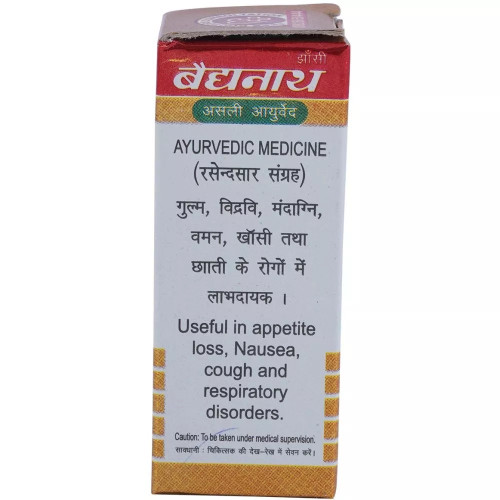 झाँसी
बैद्यनाथ
असली आयुर्वेद
AYURVEDIC MEDICINE
(रसेन्दसार संग्रह)
गुल्म, विद्रवि, मंदाग्नि,
वमन, खाँसी तथा
छााती के रोगों में
लाभदायक ।
Useful in appetite
loss, Nausea,
cough and
respiratory
disorders.
Caution: To be taken under medical supervision.
सावधानी : चिकित्सक की देख-रेख में सेवन करें।